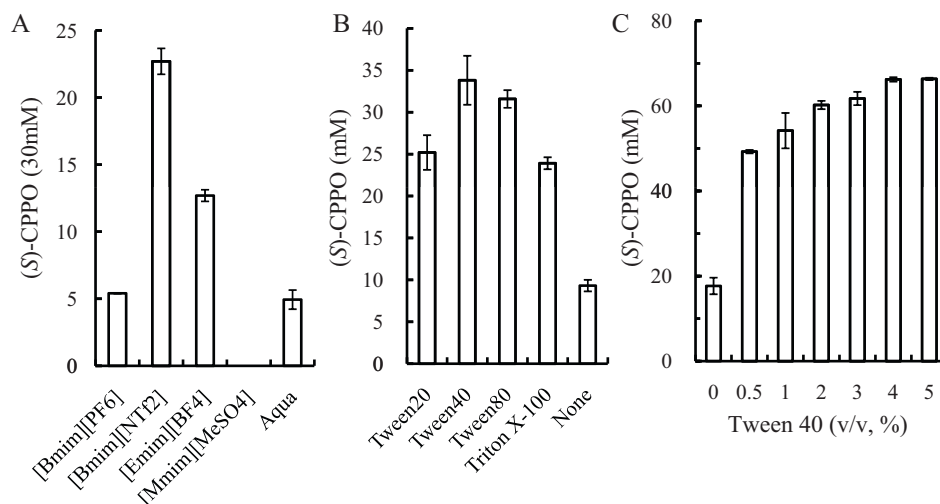 A
(S)-CPPO (30mM)
25
20
15
10
5
0
[Bmim][PF6]
[Bmim][NTf2]
[Emim][BF4]
[Mmim][MeSO4]
Aqua
B
(S)-CPPO (mM)
40
35
30
25
20
15
10
5
0
Tween20
Tween40
Tween80
Triton X-100
None
C
(S)-CPPO (mM)
80
60
40
20
0
0 0.5 1 2 3 4 5
Tween 40 (v/v, %)